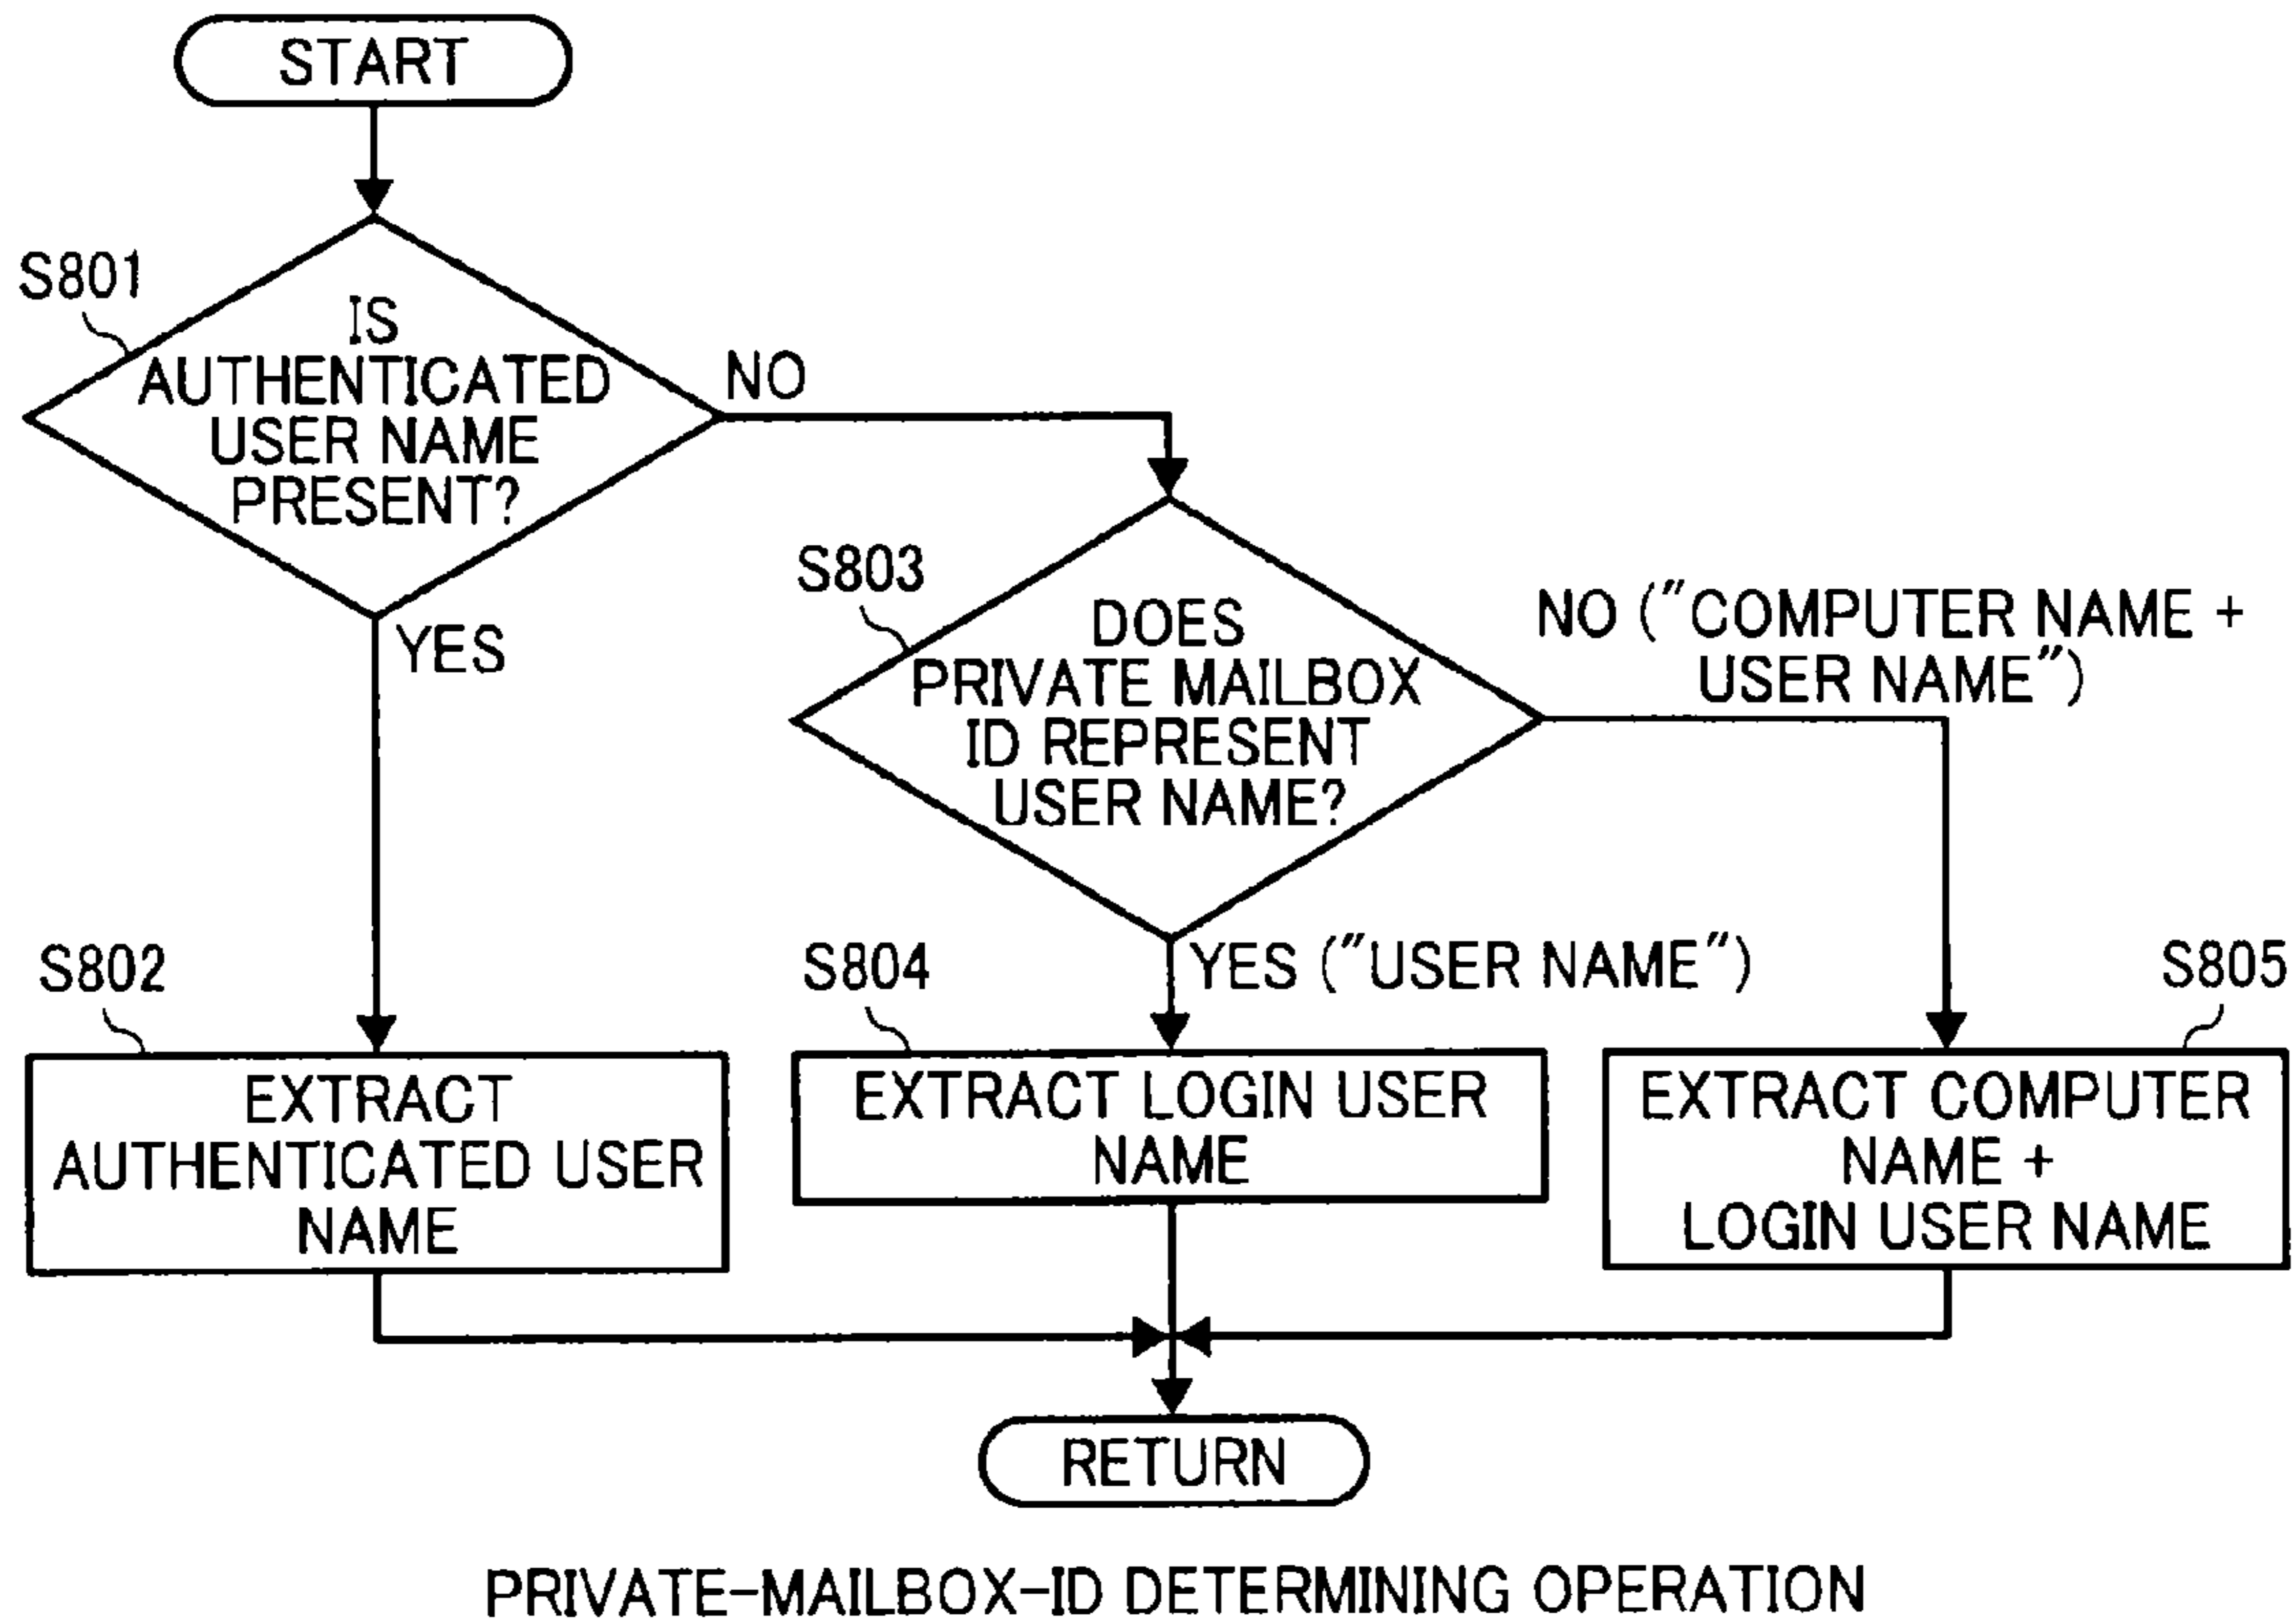 START
S801
IS
AUTHENTICATED
USER NAME
PRESENT?
NO
YES
S803
DOES
PRIVATE MAILBOX
ID REPRESENT
USER NAME?
NO ("COMPUTER NAME +
USER NAME")
YES ("USER NAME")
S802
EXTRACT
AUTHENTICATED USER
NAME
S804
EXTRACT LOGIN USER
NAME
S805
EXTRACT COMPUTER
NAME +
LOGIN USER NAME
RETURN
PRIVATE-MAILBOX-ID DETERMINING OPERATION